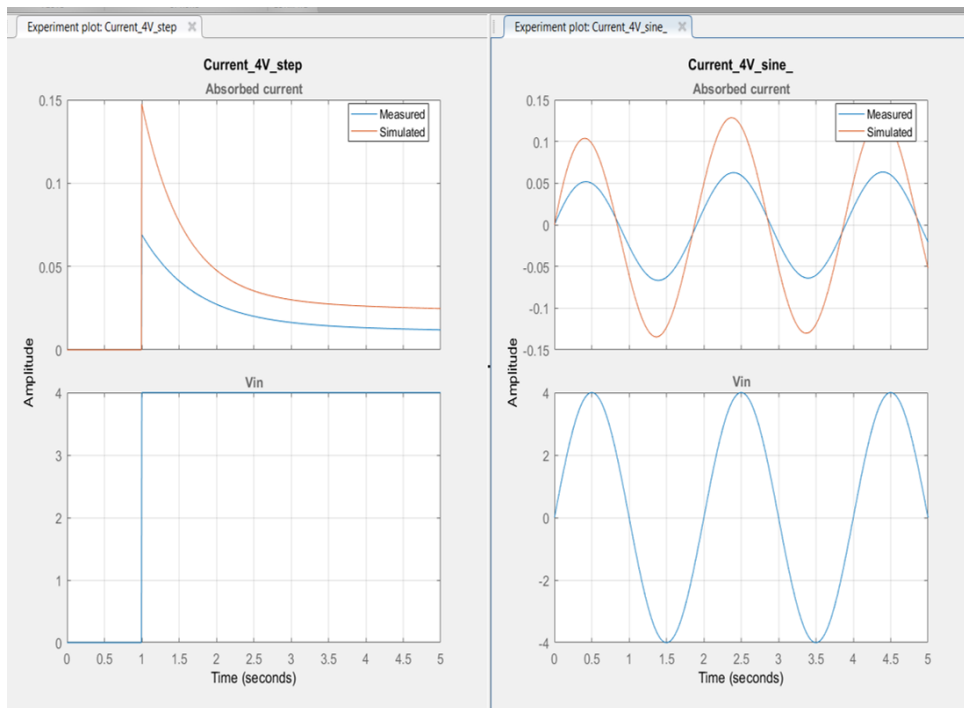 Experiment plot: Current_4V_step
Experiment plot: Current_4V_sine_
Current_4V_step
Absorbed current
Measured
Simulated
0.15
0.1
0.05
0
Vin
4
3
2
1
0
0 0.5 1 1.5 2 2.5 3 3.5 4 4.5 5
Time (seconds)
Amplitude
Current_4V_sine_
Absorbed current
Measured
Simulated
0.15
0.1
0.05
0
-0.05
-0.1
-0.15
Vin
4
2
0
-2
-4
0 0.5 1 1.5 2 2.5 3 3.5 4 4.5 5
Time (seconds)
Amplitude